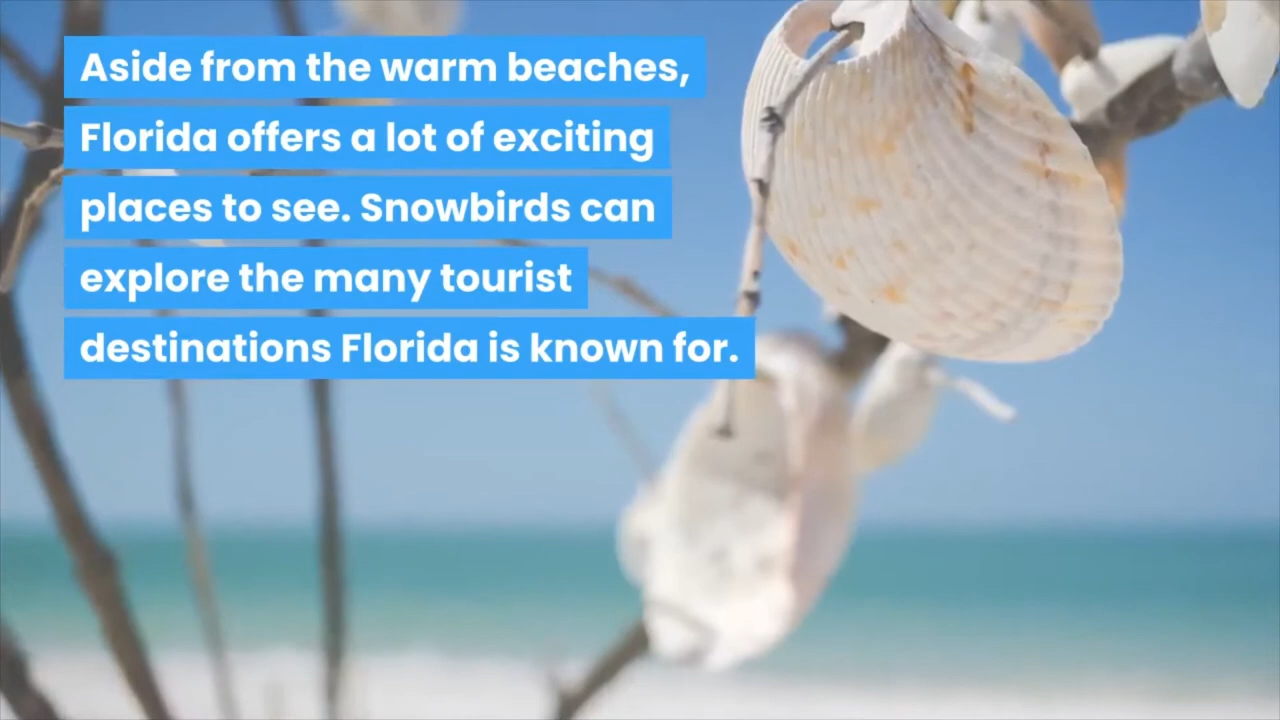 Aside from the warm beaches,
Florida offers a lot of exciting
places to see. Snowbirds can
explore the many tourist
destinations Florida is known for.